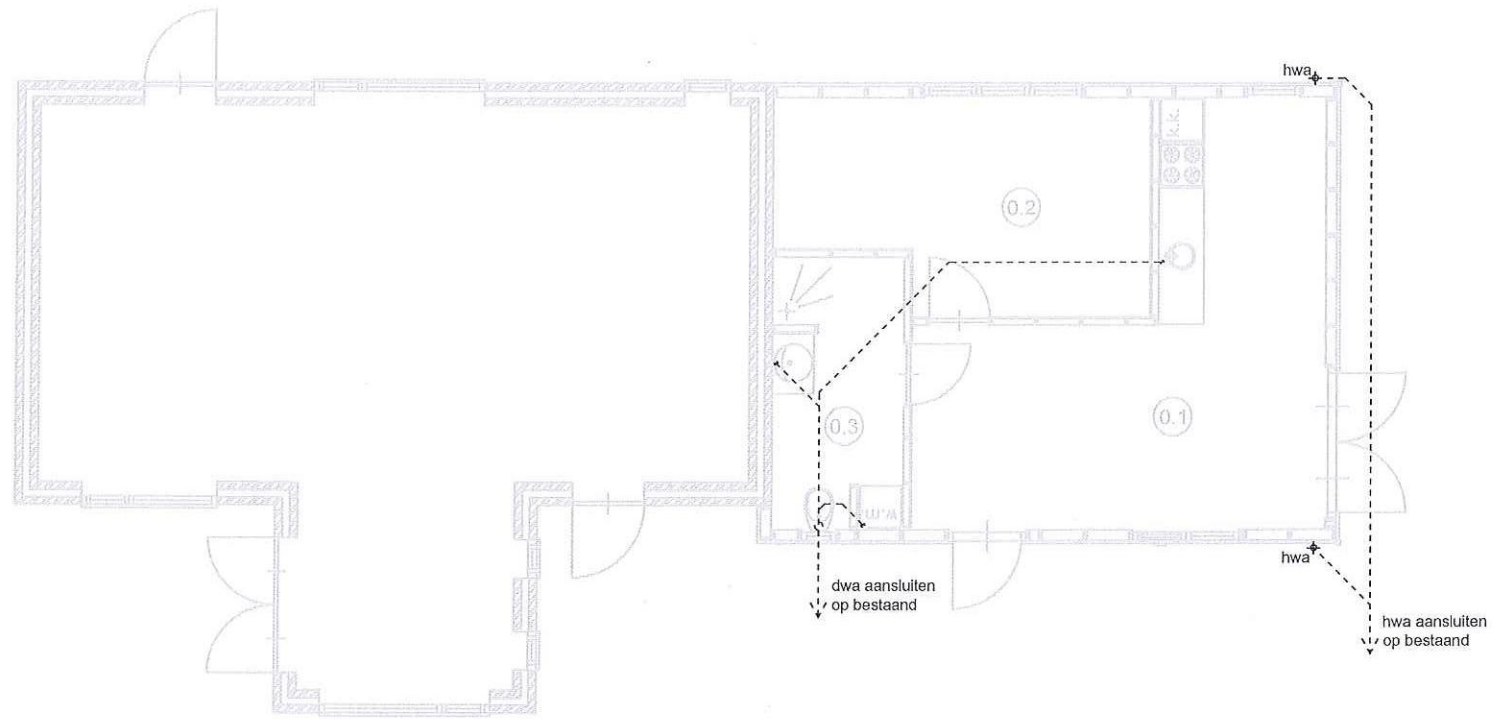 hwa
k.k.
0.2
0.1
0.3
w.m
hwa
dwa aansluiten
op bestaand
hwa aansluiten
op bestaand